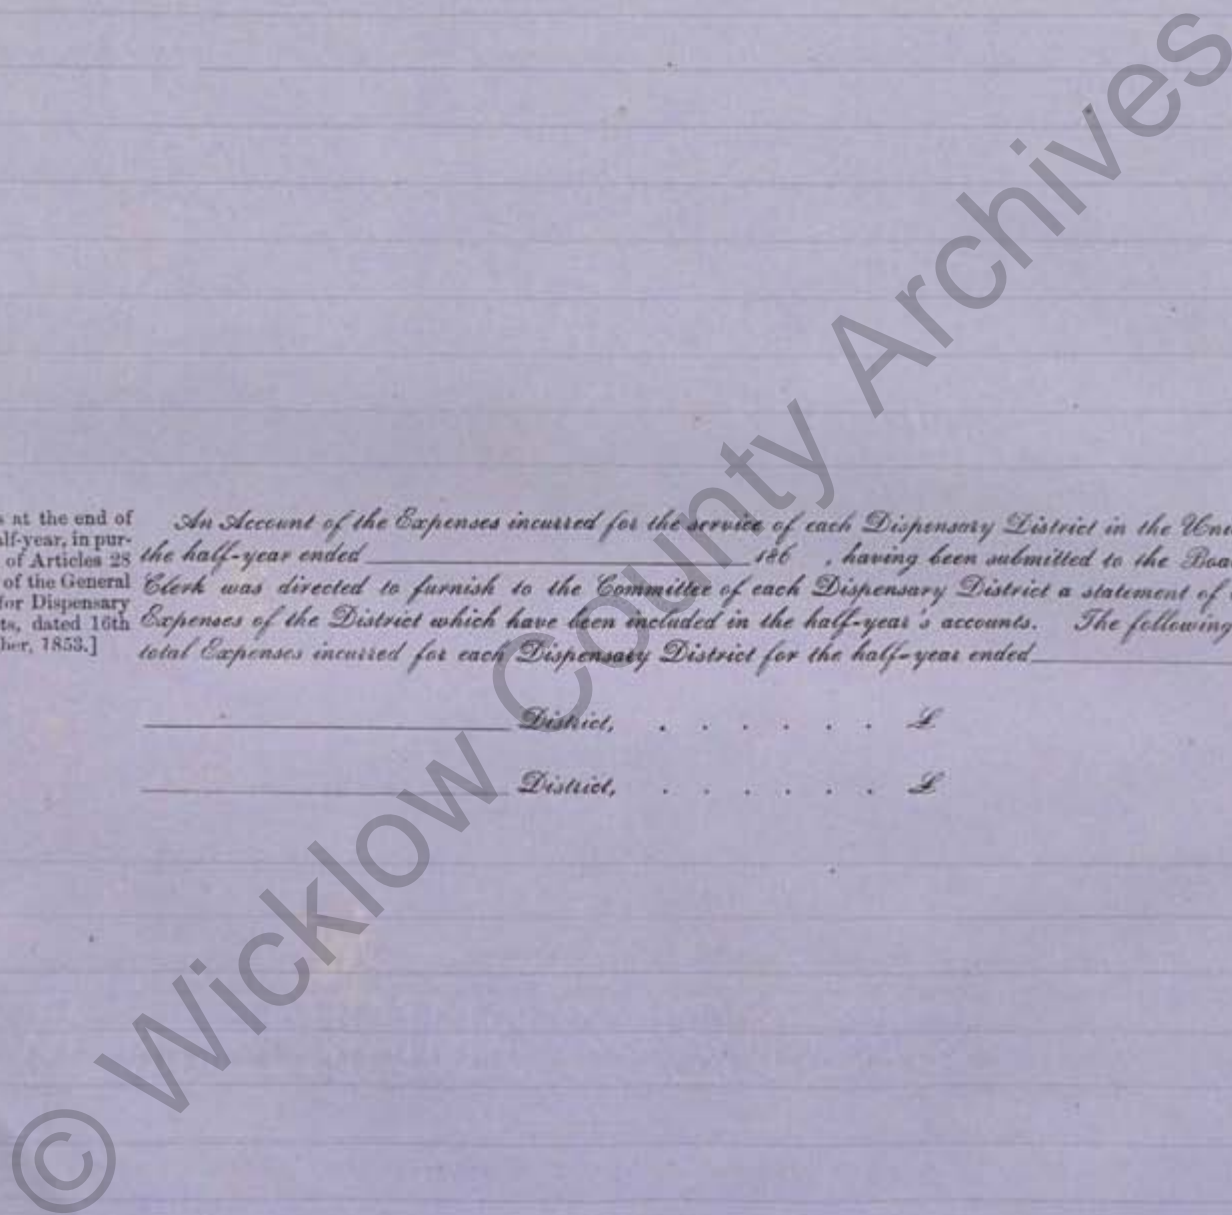 s at the end of
lf-year, in pur-
of Articles 28
of the General
for Dispensary
ts, dated 16th
ber, 1853.]
An Account of the Expenses incurred for the service of each Dispensary District in the Un
the half-year ended 186 , having been submitted to the Boa
Clerk was directed to furnish to the Committee of each Dispensary District a statement of
Expenses of the District which have been included in the half-year's accounts. The following
total Expenses incurred for each Dispensary District for the half-year ended
District, . . . . . . £
District, . . . . . . £
© Wicklow County Archives